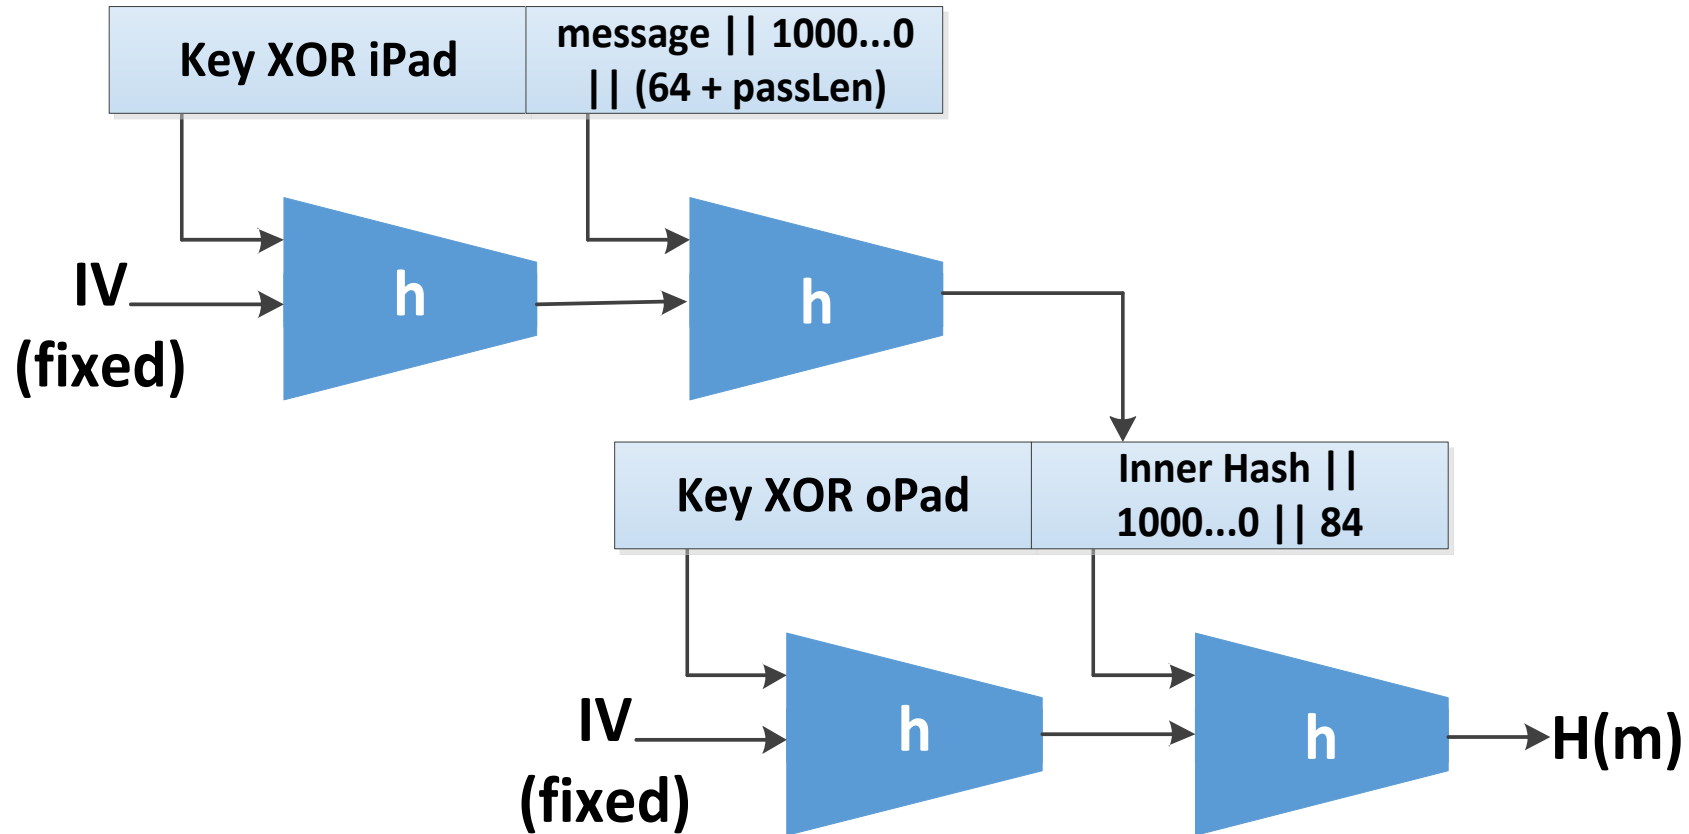 Key XOR iPad
message || 1000...0
|| (64 + passLen)
h
h
IV
(fixed)
Key XOR oPad
Inner Hash ||
1000...0 || 84
h
h
IV
(fixed)
H(m)